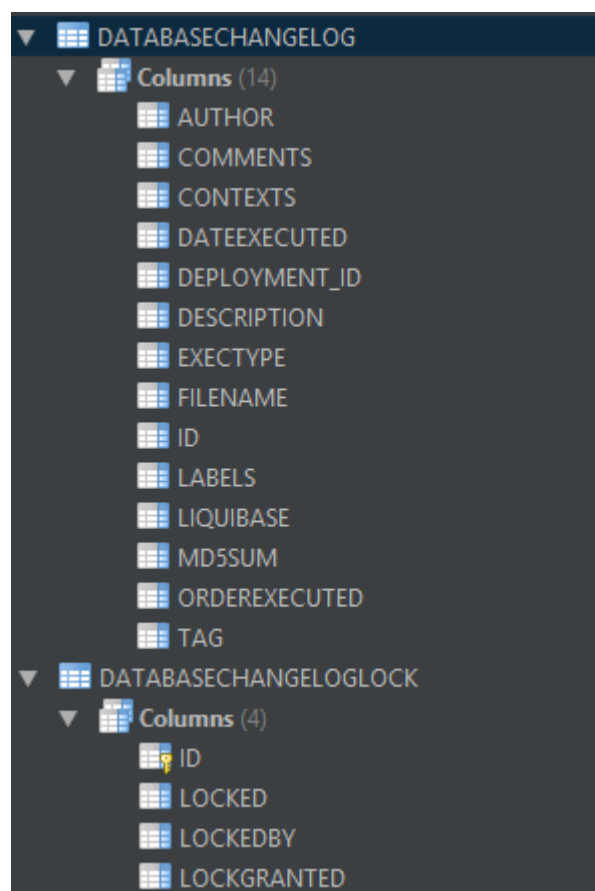 DATABASECHANGELOG
Columns (14)
AUTHOR
COMMENTS
CONTEXTS
DATEEXECUTED
DEPLOYMENT_ID
DESCRIPTION
EXECTYPE
FILENAME
ID
LABELS
LIQUIBASE
MD5SUM
ORDEREXECUTED
TAG
DATABASECHANGELOGLOCK
Columns (4)
ID
LOCKED
LOCKEDBY
LOCKGRANTED